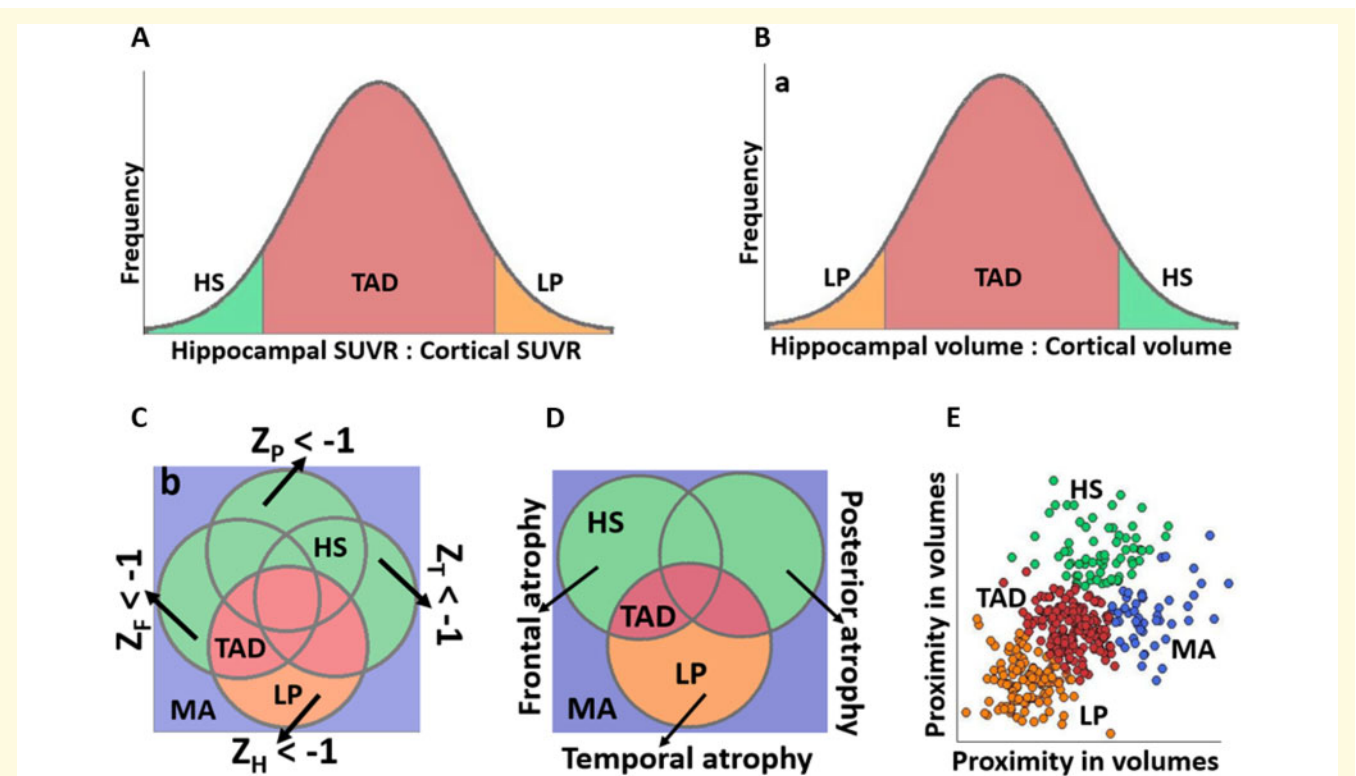 A
Frequency
HS
TAD
LP
Hippocampal SUVR : Cortical SUVR
B
a
Frequency
LP
TAD
HS
Hippocampal volume : Cortical volume
C
Z_P < -1
b
HS
Z_F < -1
Z_T < -1
TAD
LP
MA
Z_H < -1
D
Frontal atrophy
HS
Posterior atrophy
TAD
LP
MA
Temporal atrophy
E
Proximity in volumes
HS
TAD
MA
LP
Proximity in volumes